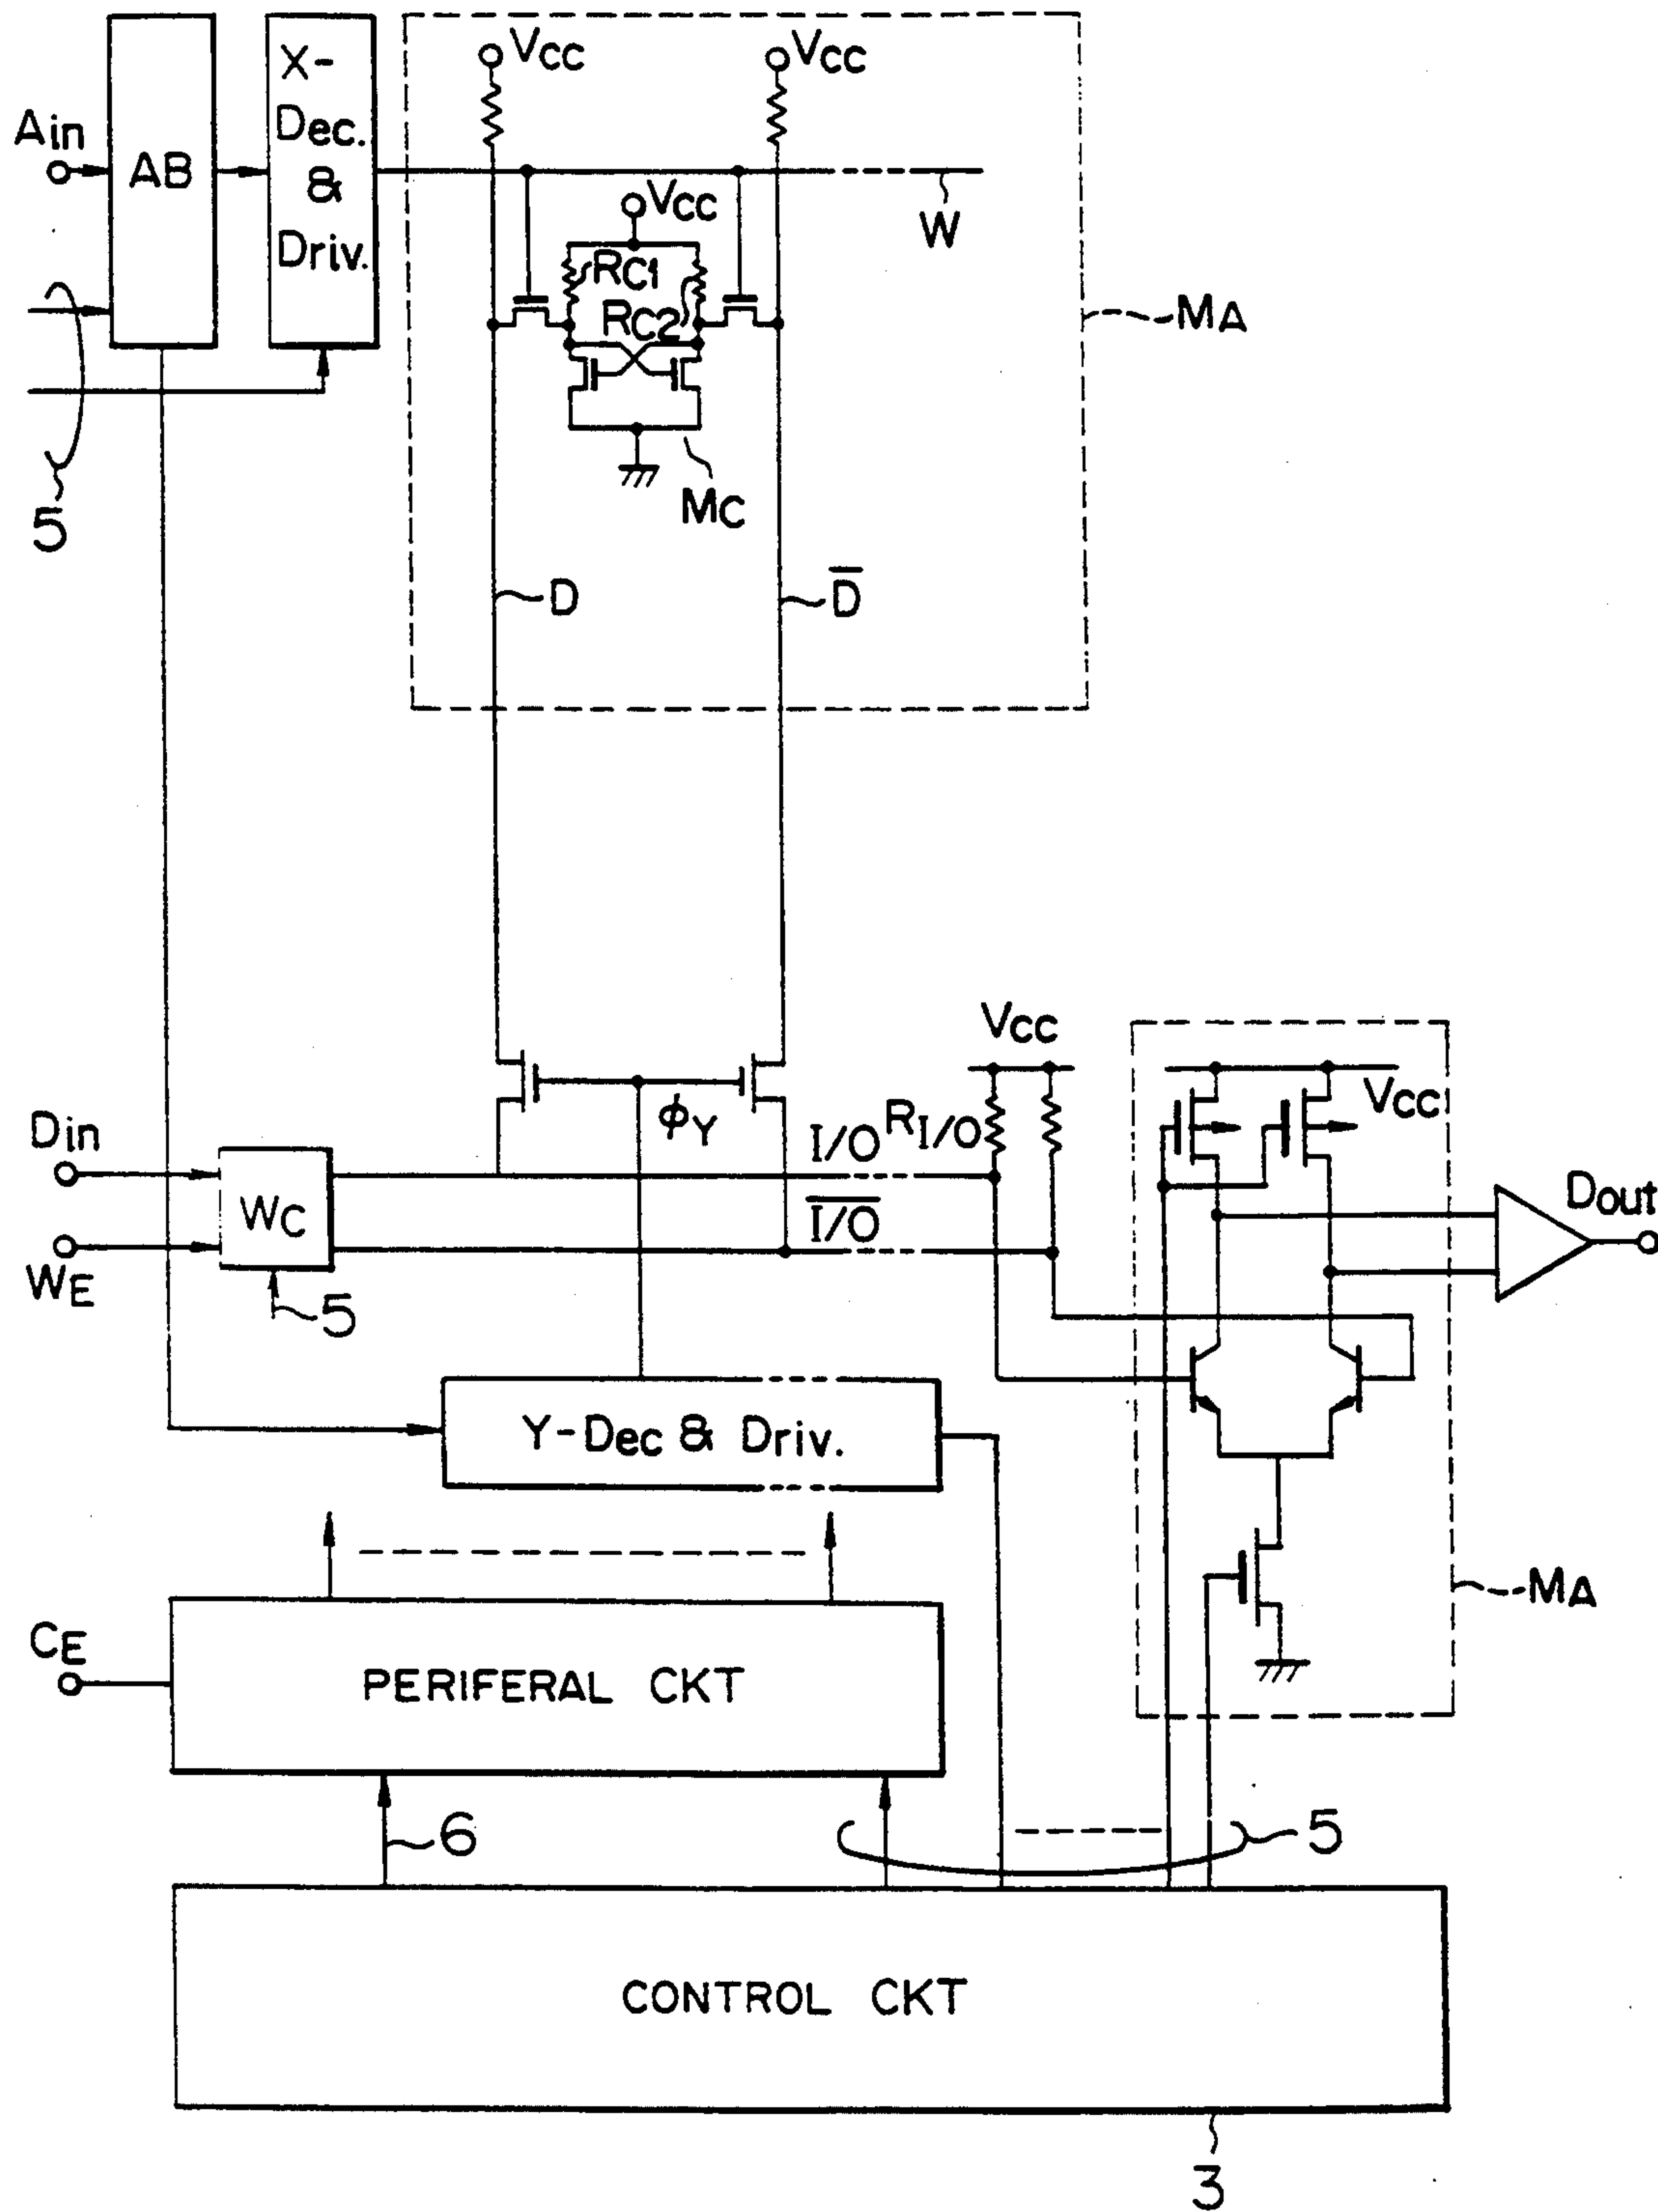 VCC
VCC
X-
Dec.
&
Driv.
Ain
AB
VCC
W
RC1
RC2
MA
5
MC
D
D̅
VCC
VCC
ϕY
I/O
RI/O
Din
WC
I/O̅
Dout
WE
5
Y-Dec & Driv.
MA
CE
PERIFERAL CKT
6
5
CONTROL CKT
3